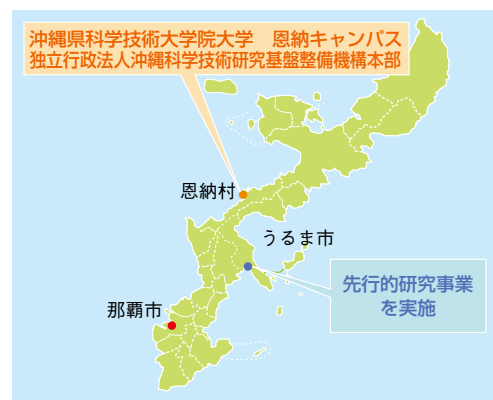 沖縄県科学技術大学院大学　恩納キャンパス
独立行政法人沖縄科学技術研究基盤整備機構本部
恩納村
うるま市
先行的研究事業
を実施
那覇市